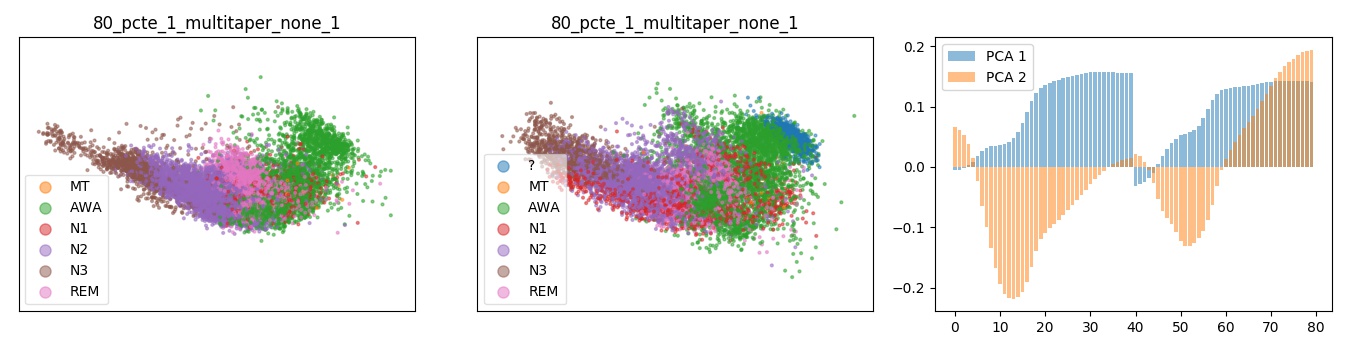 80_pcte_1_multitaper_none_1
MT
AWA
N1
N2
N3
REM
80_pcte_1_multitaper_none_1
?
MT
AWA
N1
N2
N3
REM
PCA 1
PCA 2
0.2
0.1
0.0
−0.1
−0.2
0 10 20 30 40 50 60 70 80